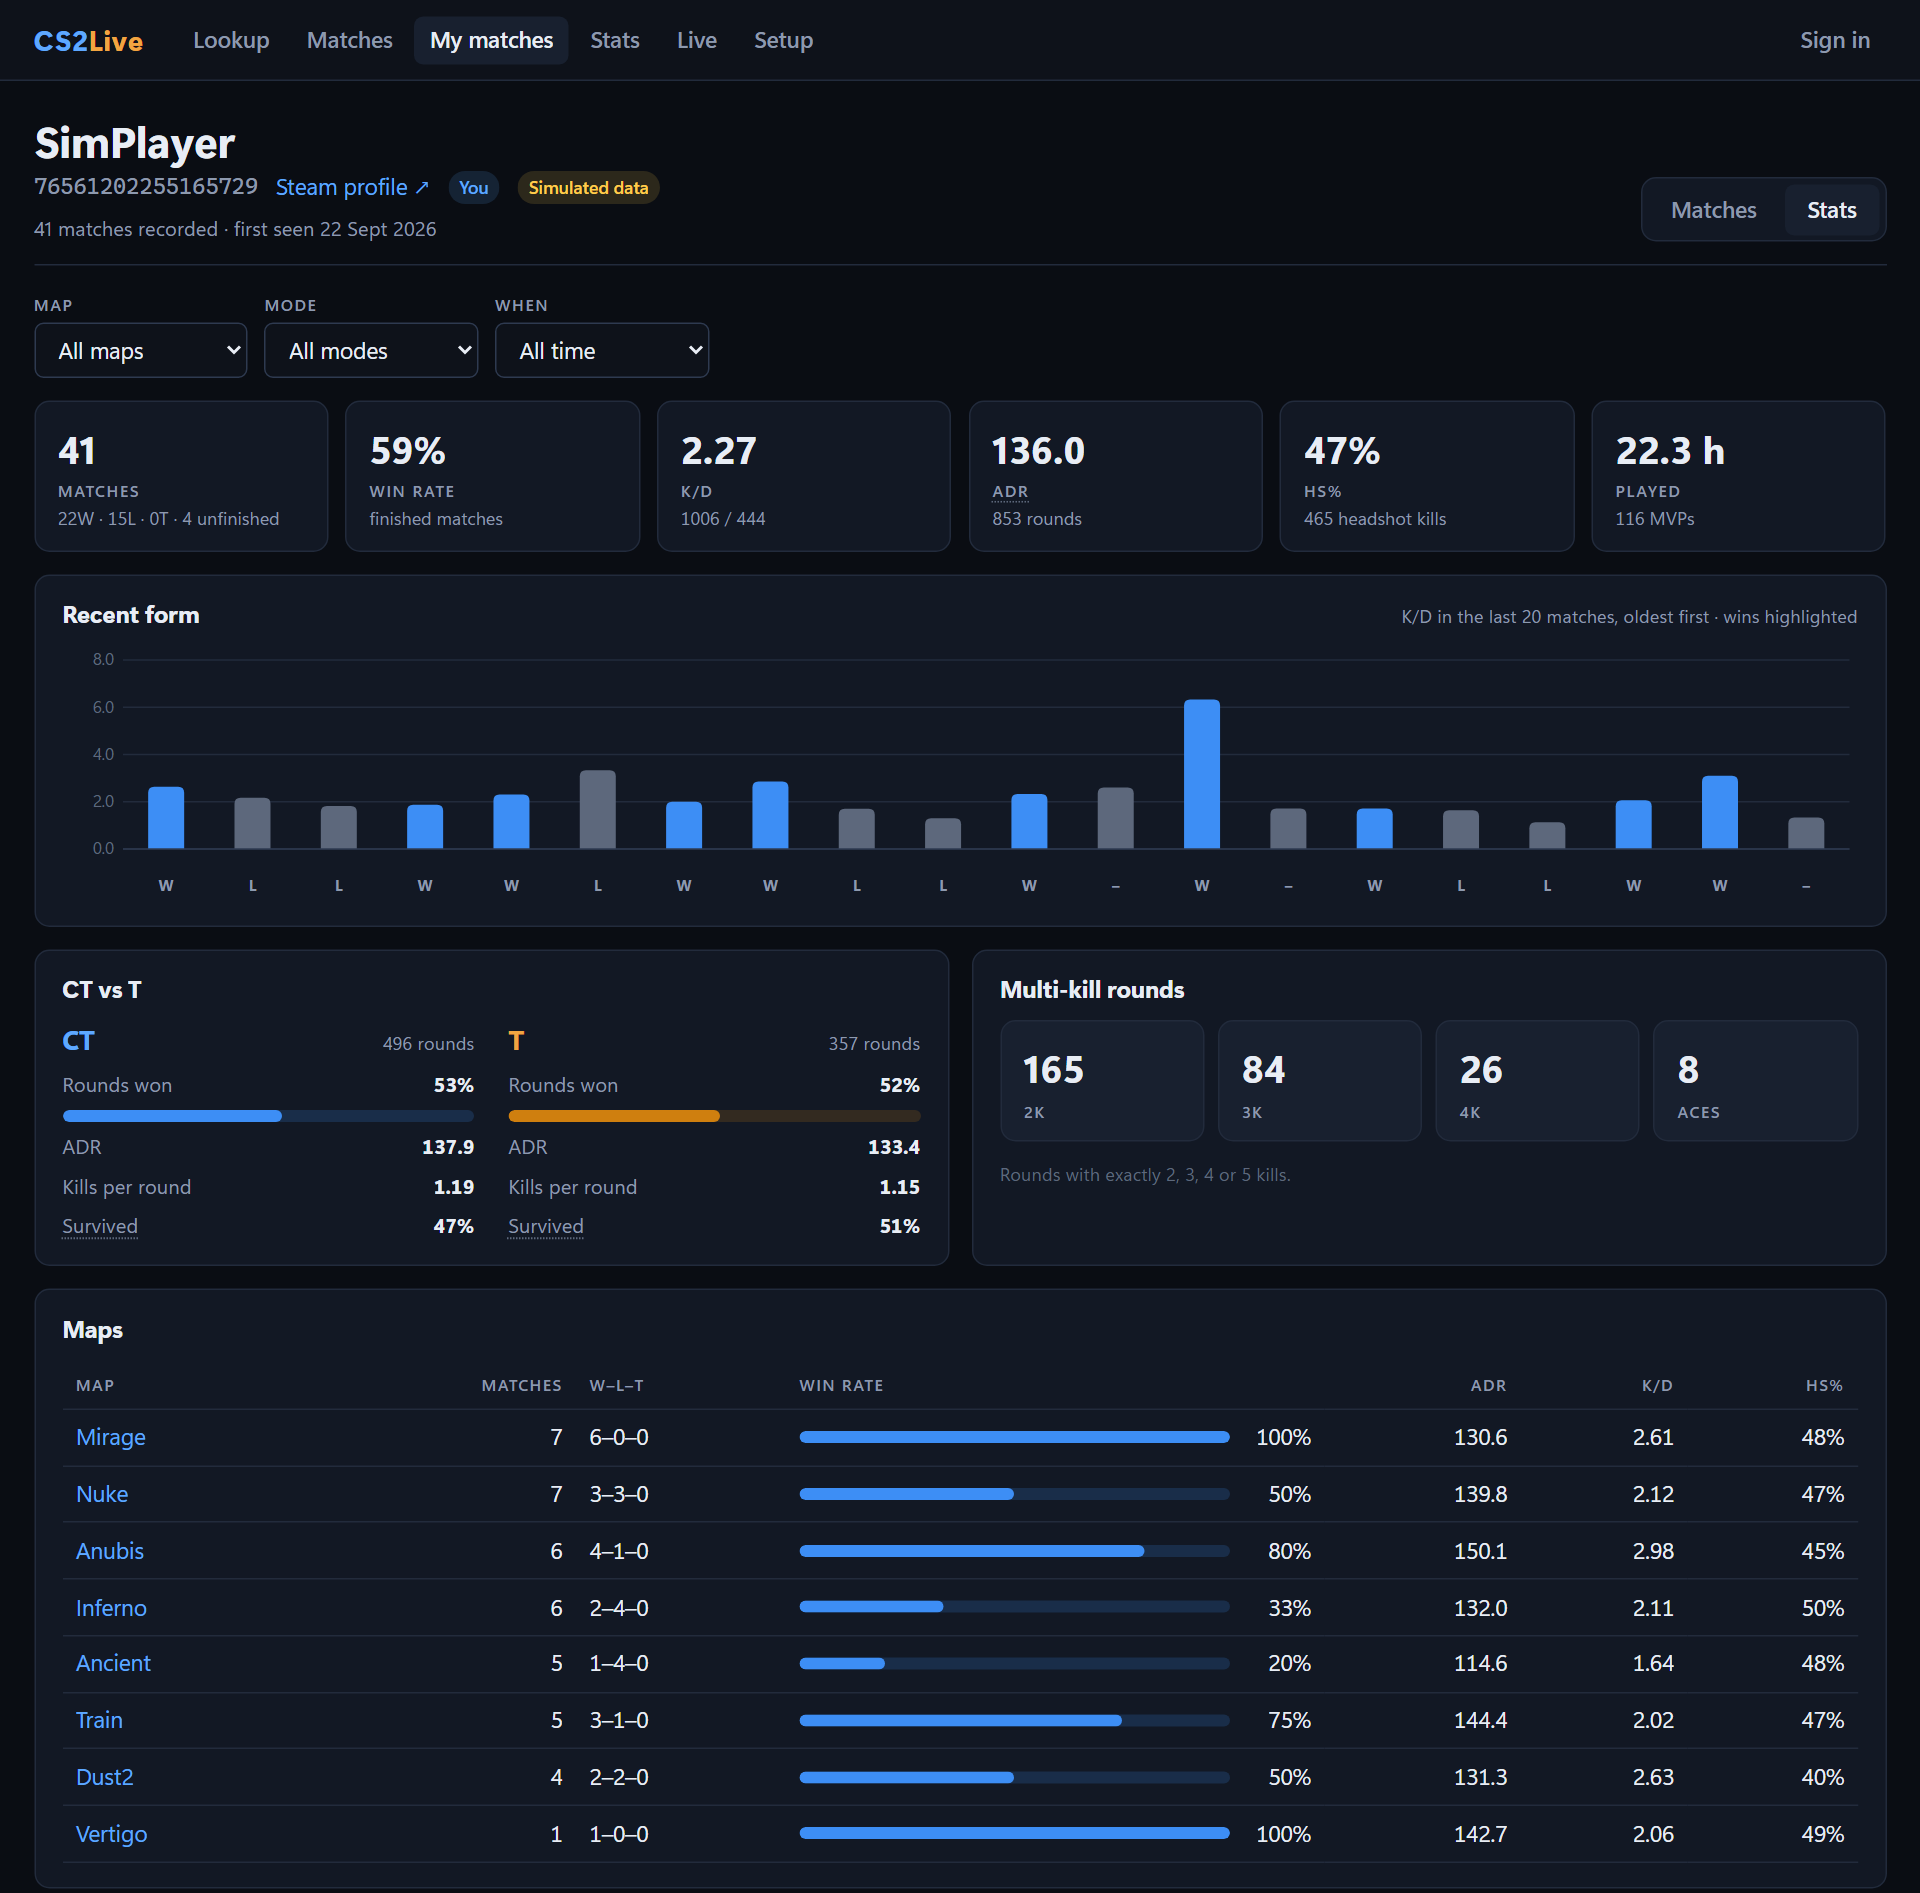 CS2Live Lookup Matches My matches Stats Live Setup Sign in
SimPlayer
76561202255165729 Steam profile ↗ You Simulated data
41 matches recorded · first seen 22 Sept 2026
Matches Stats
MAP MODE WHEN
All maps All modes All time
41 59% 2.27 136.0 47% 22.3 h
MATCHES WIN RATE K/D ADR HS% PLAYED
22W · 15L · 0T · 4 unfinished finished matches 1006 / 444 853 rounds 465 headshot kills 116 MVPs
Recent form K/D in the last 20 matches, oldest first · wins highlighted
8.0
6.0
4.0
2.0
0.0
W L L W W L W W L L W – W – W L L W W –
CT vs T
CT 496 rounds T 357 rounds
Rounds won 53% Rounds won 52%
ADR 137.9 ADR 133.4
Kills per round 1.19 Kills per round 1.15
Survived 47% Survived 51%
Multi-kill rounds
165 84 26 8
2K 3K 4K ACES
Rounds with exactly 2, 3, 4 or 5 kills.
Maps
MAP MATCHES W–L–T WIN RATE ADR K/D HS%
Mirage 7 6–0–0 100% 130.6 2.61 48%
Nuke 7 3–3–0 50% 139.8 2.12 47%
Anubis 6 4–1–0 80% 150.1 2.98 45%
Inferno 6 2–4–0 33% 132.0 2.11 50%
Ancient 5 1–4–0 20% 114.6 1.64 48%
Train 5 3–1–0 75% 144.4 2.02 47%
Dust2 4 2–2–0 50% 131.3 2.63 40%
Vertigo 1 1–0–0 100% 142.7 2.06 49%